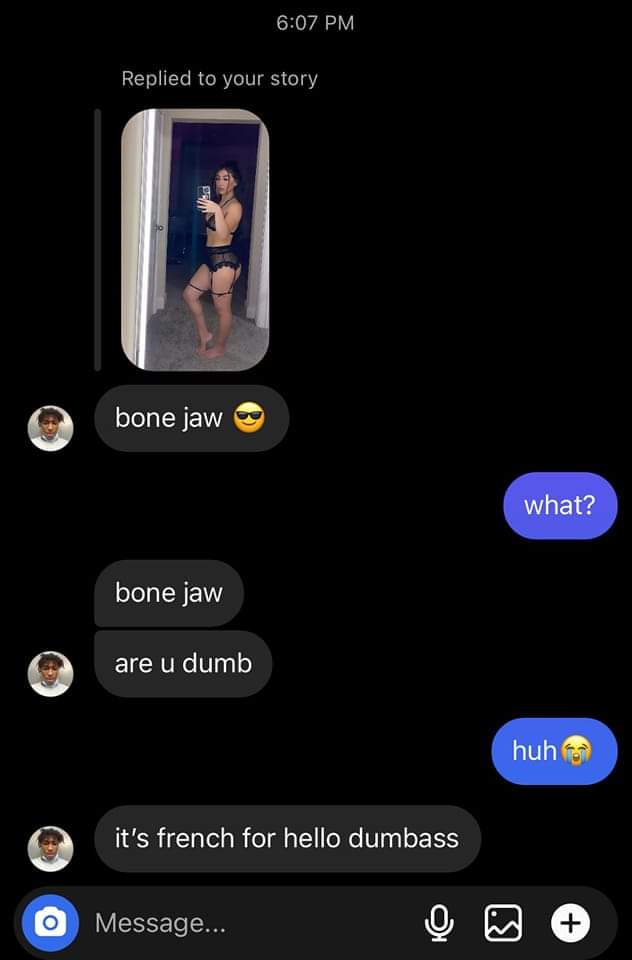 6:07 PM
Replied to your story
bone jaw 😎
what?
bone jaw
are u dumb
huh😭
it's french for hello dumbass
Message...